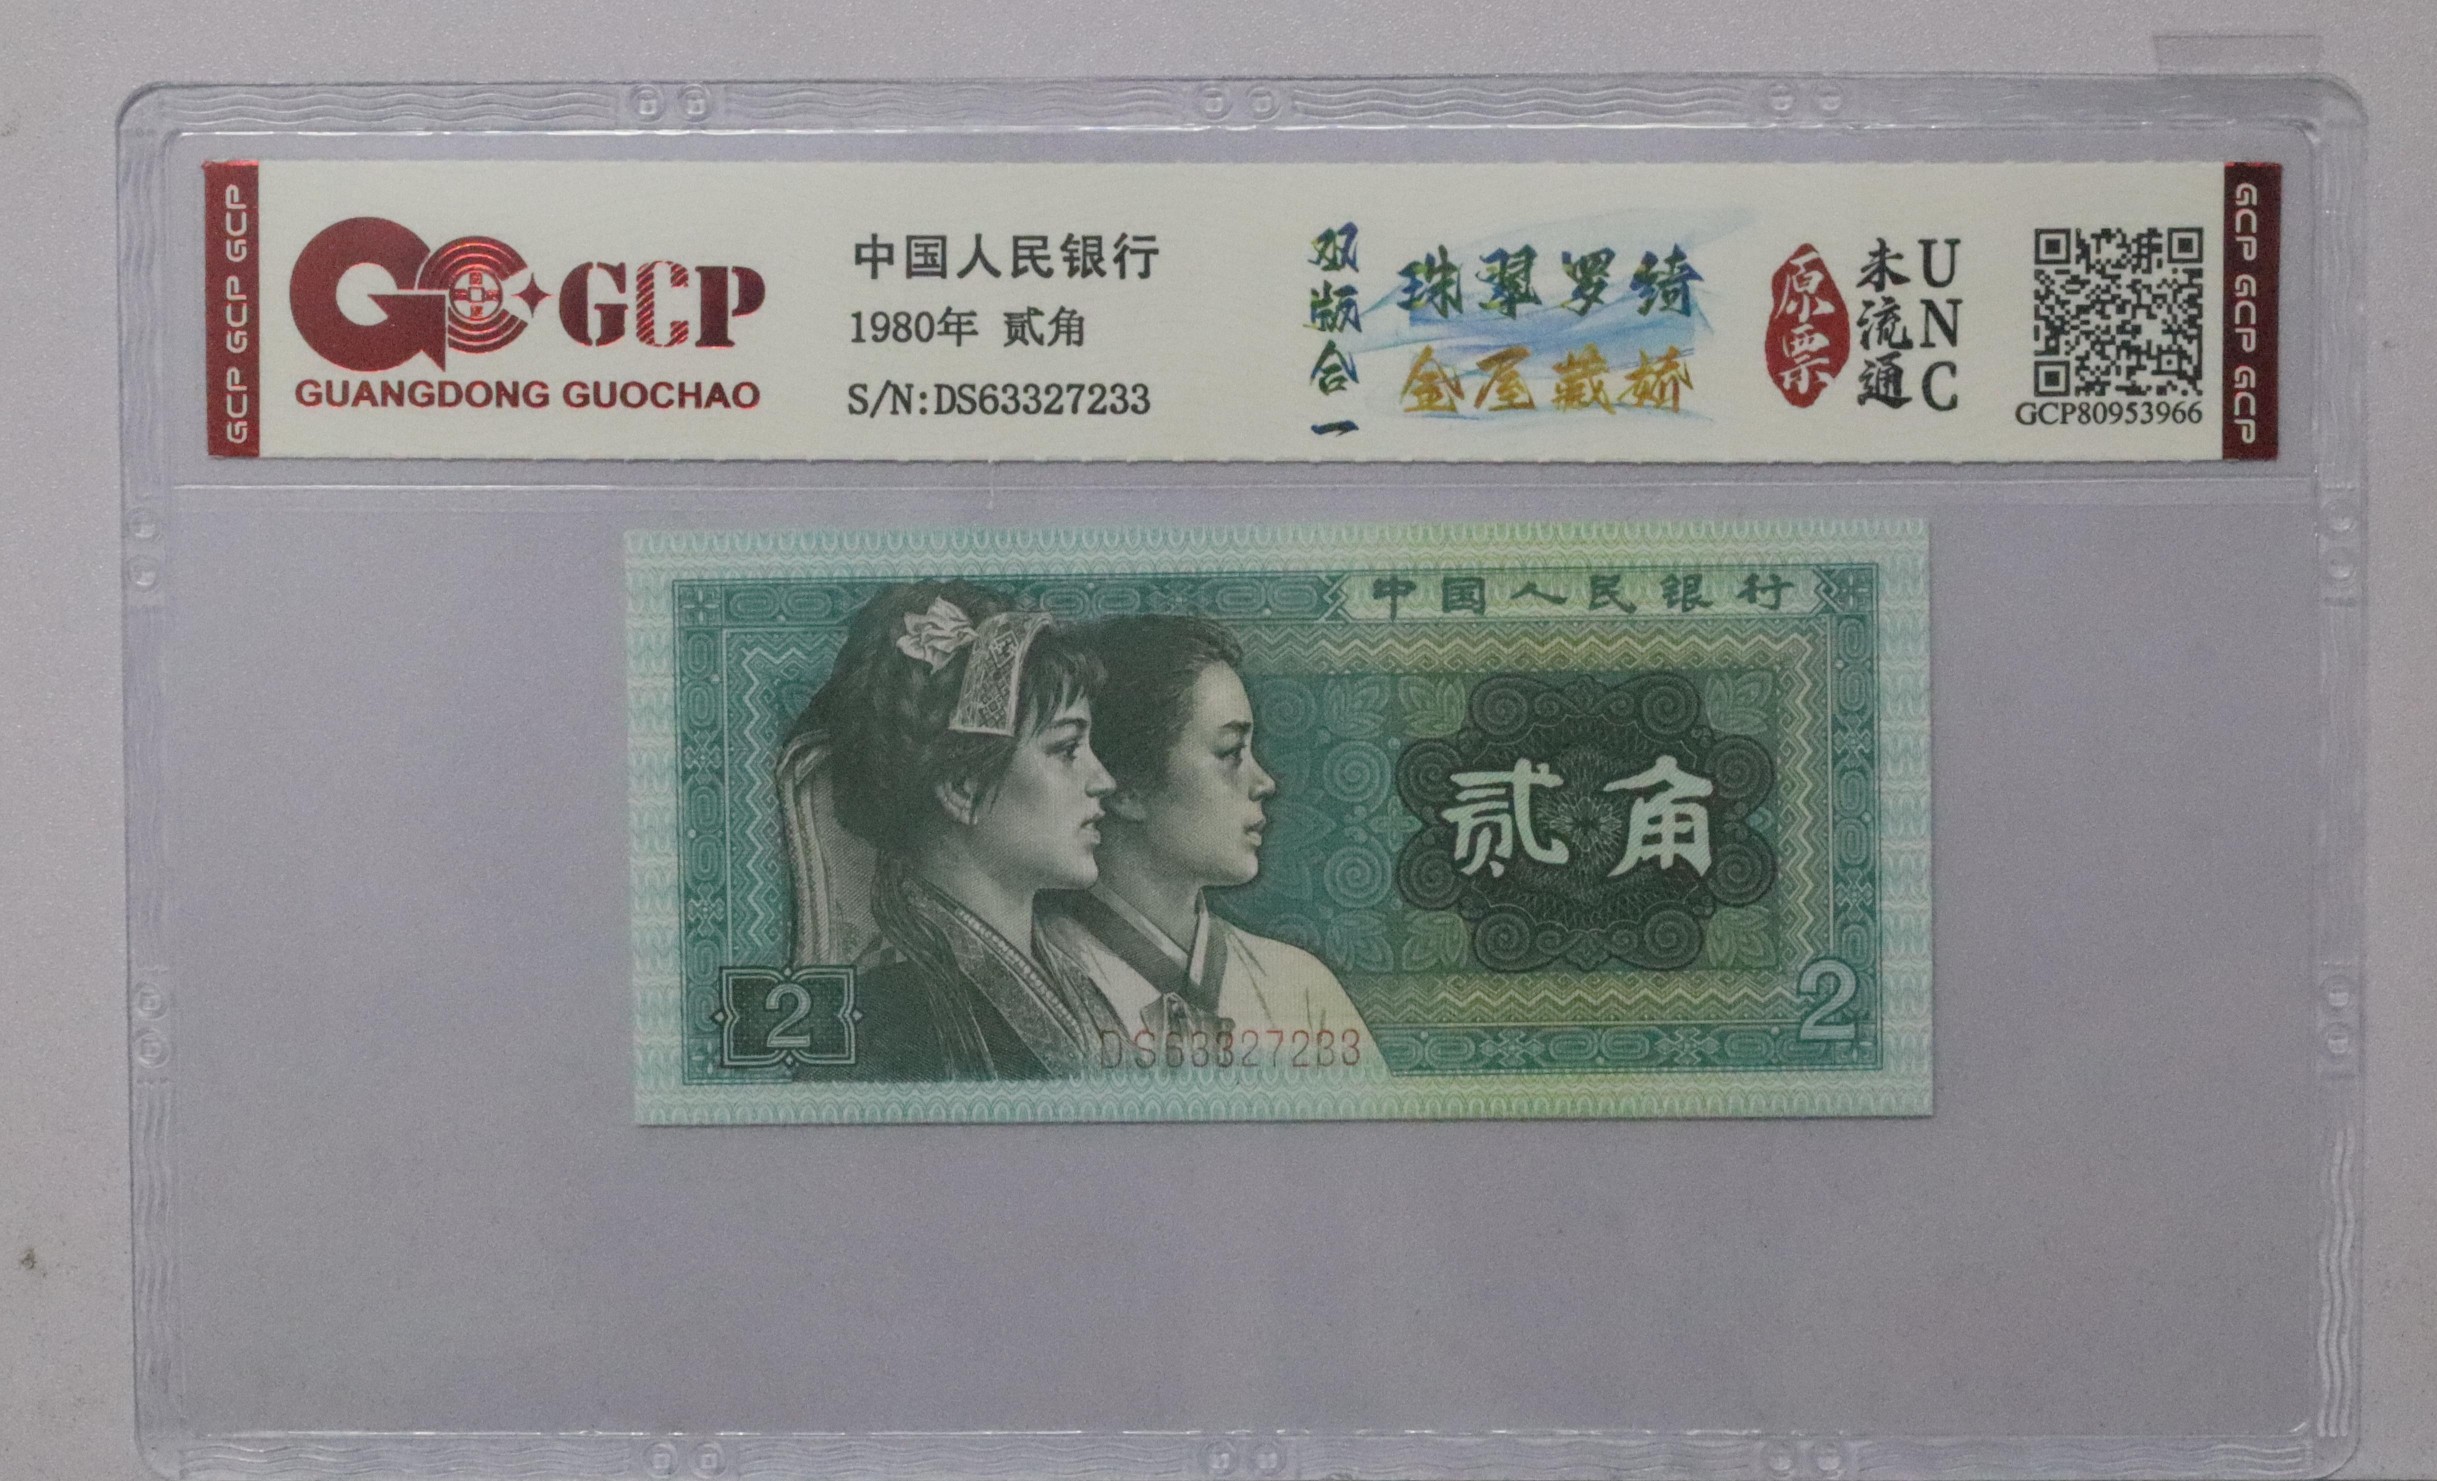 GCP GCP GCP
GCP
GUANGDONG GUOCHAO
中国人民银行
1980年 贰角
S/N:DS63327233
双版合一
珠翠罗绮
金屋藏娇
原票
未流通
UNC
GCP80953966
GCP GCP GCP
中国人民银行
贰角
2
DS63327233
2